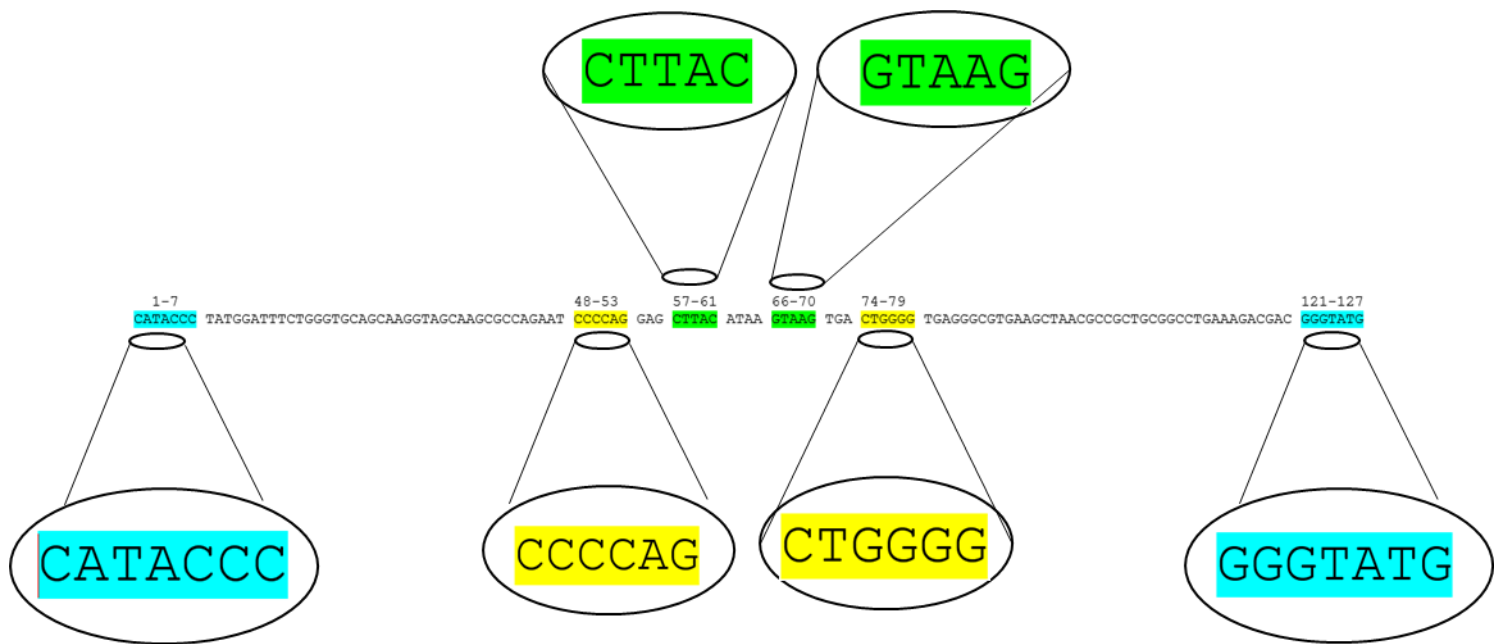 CTTAC GTAAG
1-7 48-53 57-61 66-70 74-79 121-127
CATACCC TATGGATTTCTGGGTGCAGCAAGGTAGCAAGCGCCAGAAT CCCCAG GAG CTTAC ATAA GTAAG TGA CTGGGG TGAGGGCGTGAAGCTAACGCCGCTGCGGCCTGAAAGACGAC GGGTATG
CATACCC CCCCAG CTGGGG GGGTATG